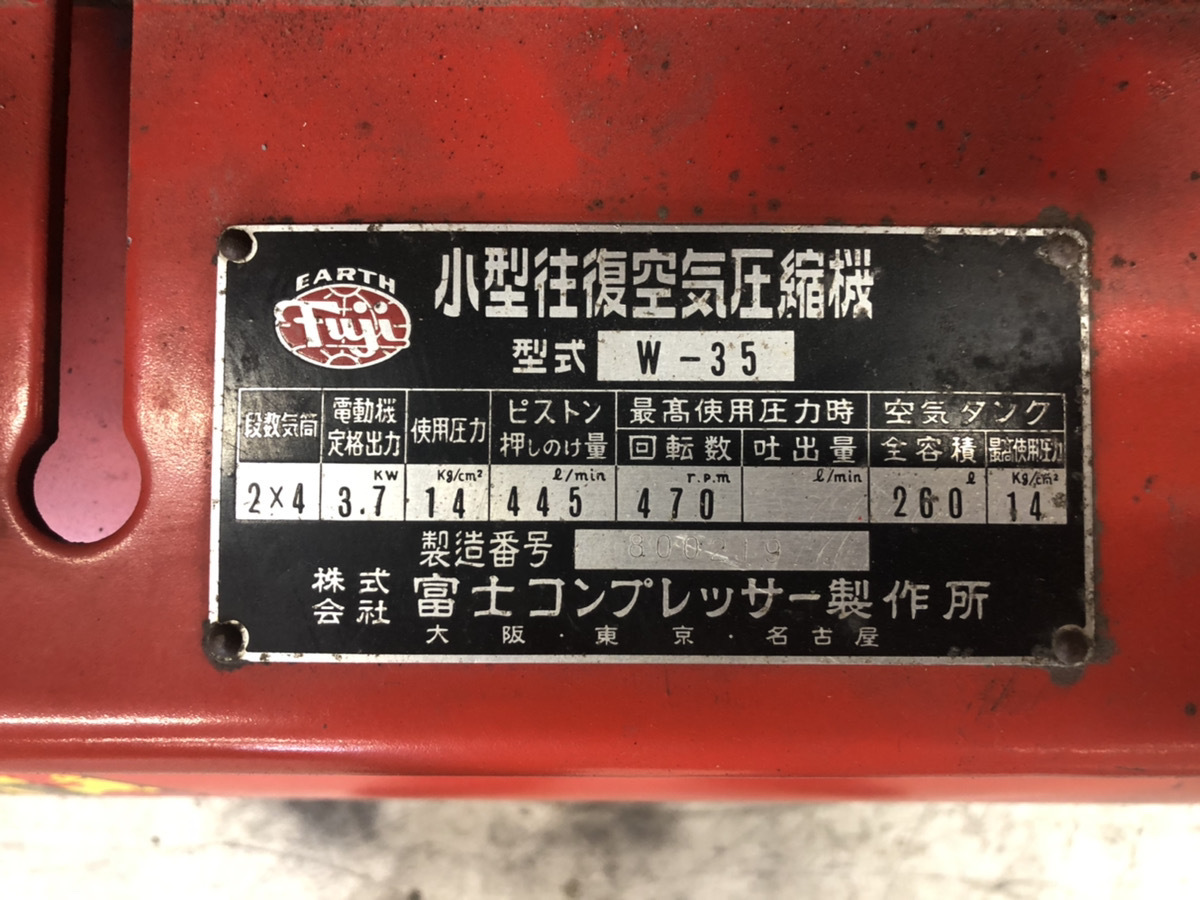 EARTH
Fuji
小型往復空気圧縮機
型式 W-35
段数気筒 電動機定格出力 使用圧力 ピストン押しのけ量 最高使用圧力時 空気タンク
回転数 吐出量 全容積 最高使用圧力
KW Kg/cm² ℓ/min r.p.m ℓ/min ℓ Kg/cm²
2×4 3.7 14 445 470 260 14
製造番号
株式会社 富士コンプレッサー製作所
大阪・東京・名古屋